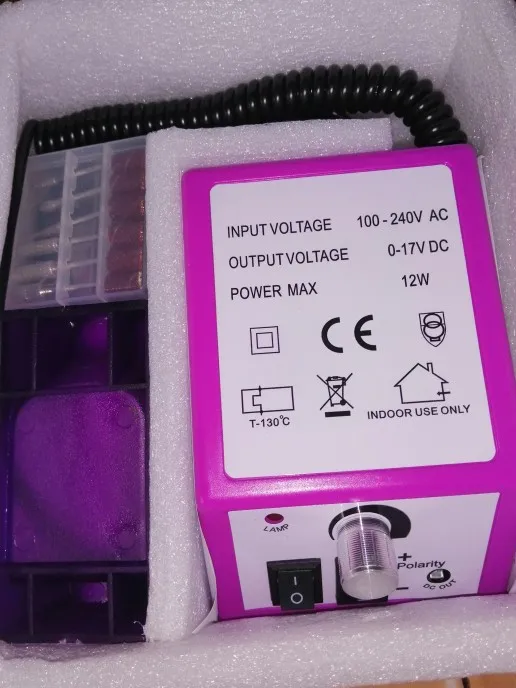 INPUT VOLTAGE 100 - 240V AC
OUTPUT VOLTAGE 0-17V DC
POWER MAX 12W
CE
T-130℃
INDOOR USE ONLY
LAMP
+
Polarity
I
O
-
DC OUT